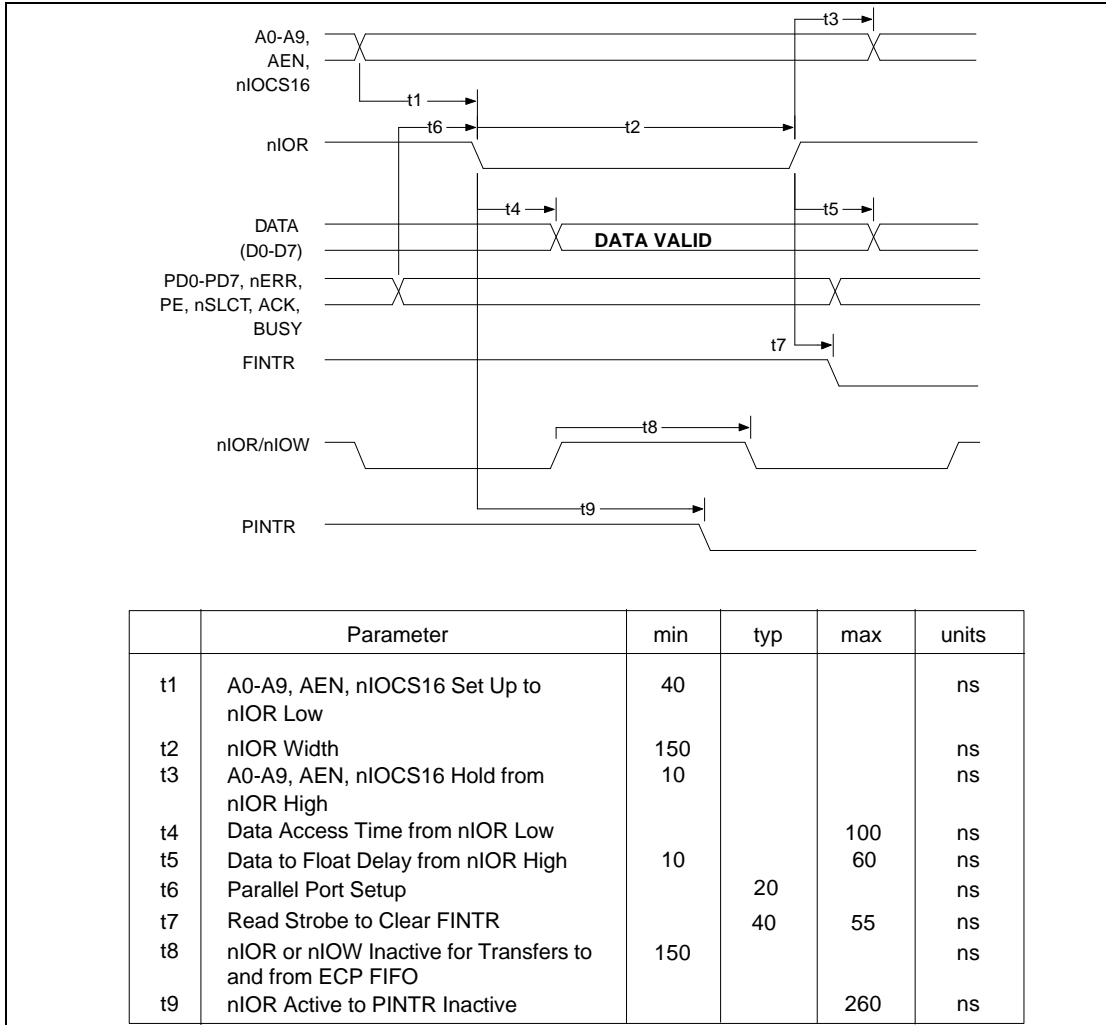 t3
A0-A9,
AEN,
nIOCS16
t1
t6
t2
nIOR
t4
t5
DATA
(D0-D7)
DATA VALID
PD0-PD7, nERR,
PE, nSLCT, ACK,
BUSY
t7
FINTR
t8
nIOR/nIOW
t9
PINTR
Parameter min typ max units
t1 A0-A9, AEN, nIOCS16 Set Up to 40 ns
nIOR Low
t2 nIOR Width 150 ns
t3 A0-A9, AEN, nIOCS16 Hold from 10 ns
nIOR High
t4 Data Access Time from nIOR Low 100 ns
t5 Data to Float Delay from nIOR High 10 60 ns
t6 Parallel Port Setup 20 ns
t7 Read Strobe to Clear FINTR 40 55 ns
t8 nIOR or nIOW Inactive for Transfers to 150 ns
and from ECP FIFO
t9 nIOR Active to PINTR Inactive 260 ns